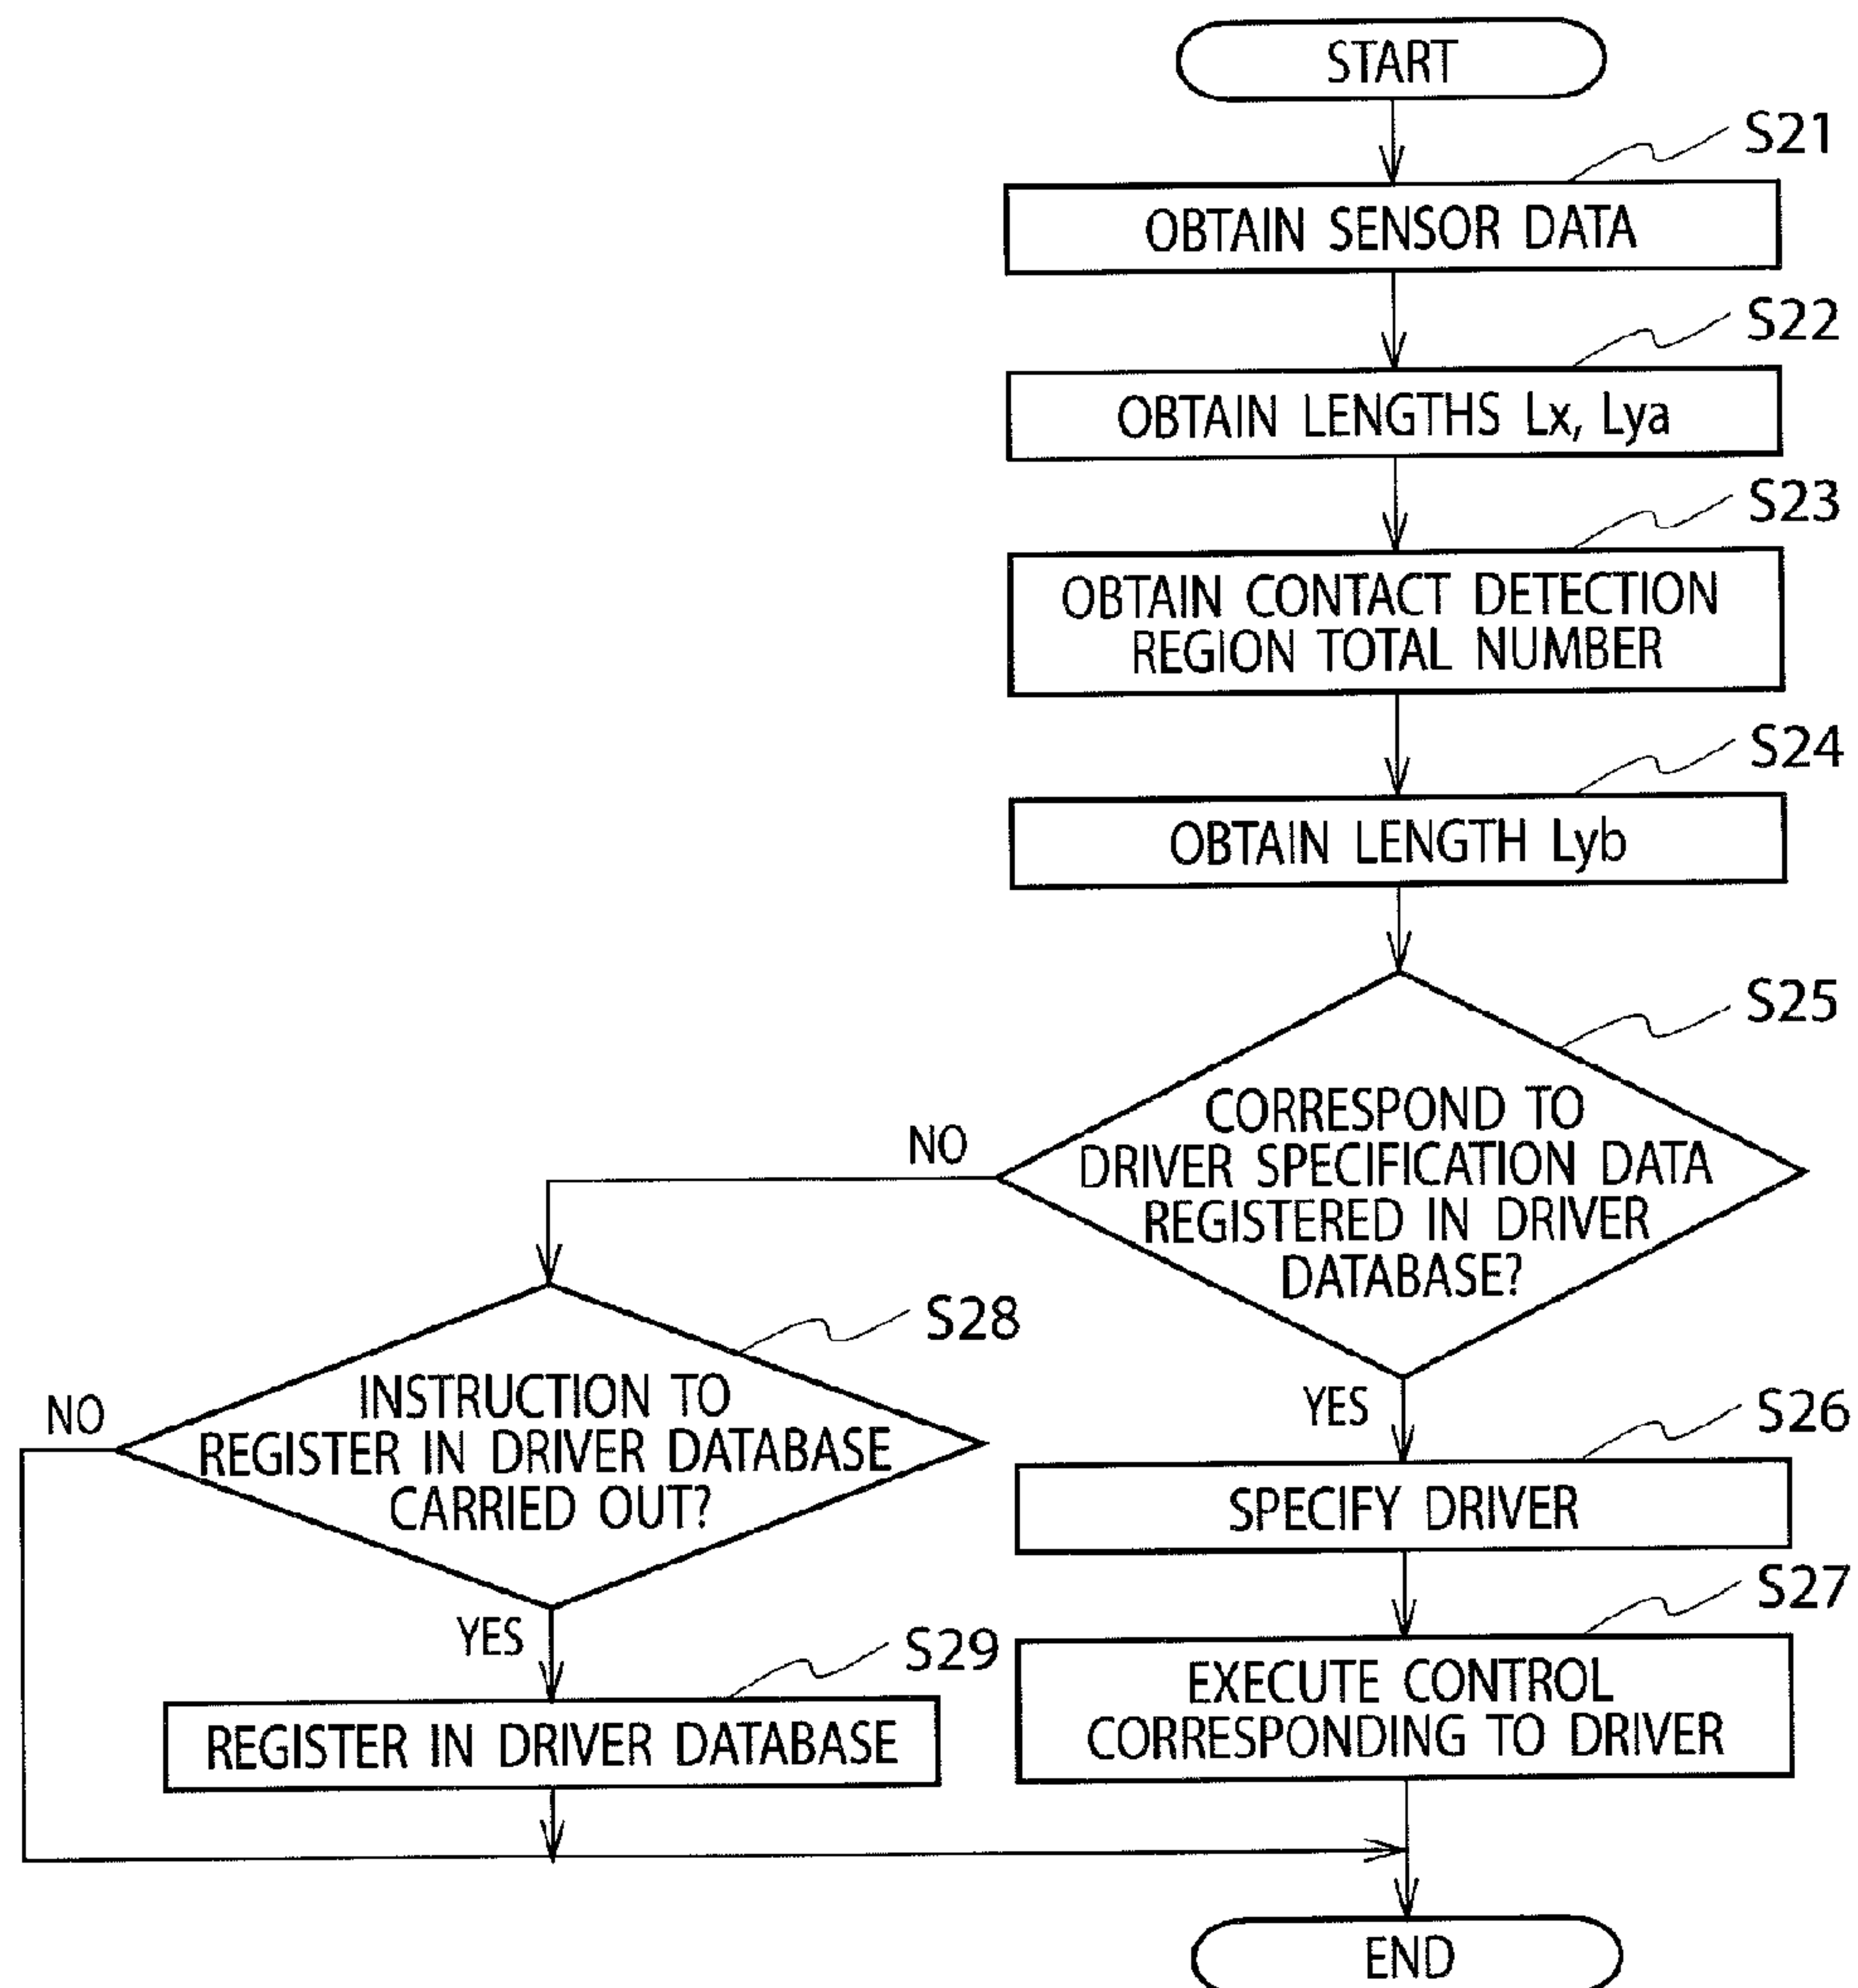 START
S21
OBTAIN SENSOR DATA
S22
OBTAIN LENGTHS Lx, Lya
S23
OBTAIN CONTACT DETECTION
REGION TOTAL NUMBER
S24
OBTAIN LENGTH Lyb
S25
CORRESPOND TO
DRIVER SPECIFICATION DATA
REGISTERED IN DRIVER
DATABASE?
NO
YES
S28
INSTRUCTION TO
REGISTER IN DRIVER DATABASE
CARRIED OUT?
NO
YES
S26
SPECIFY DRIVER
S27
EXECUTE CONTROL
CORRESPONDING TO DRIVER
S29
REGISTER IN DRIVER DATABASE
END